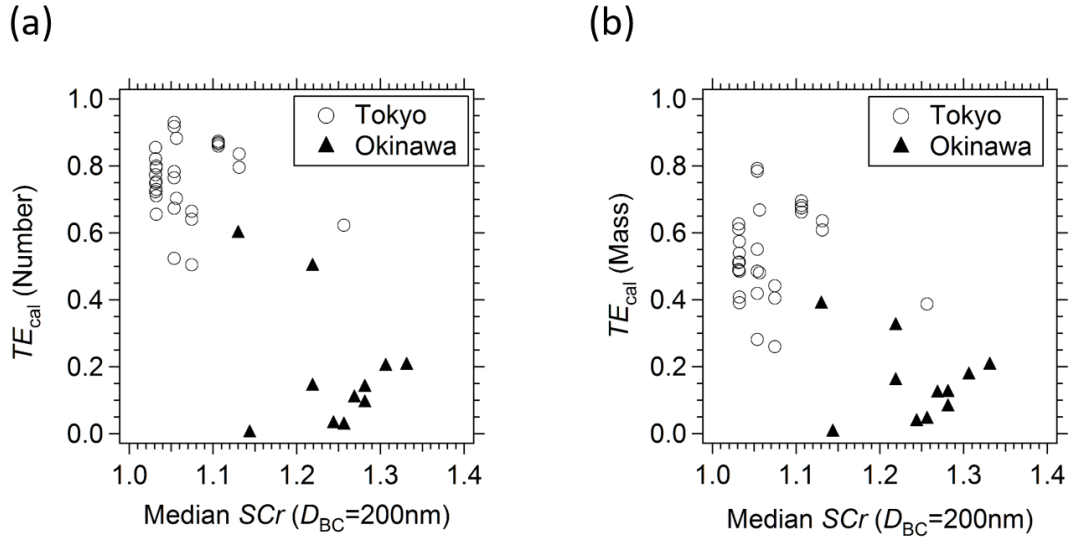 (a)
1.0
0.8
0.6
0.4
0.2
0.0
TEcal (Number)
Tokyo
Okinawa
1.0 1.1 1.2 1.3 1.4
Median SCr (DBC=200nm)
(b)
1.0
0.8
0.6
0.4
0.2
0.0
TEcal (Mass)
Tokyo
Okinawa
1.0 1.1 1.2 1.3 1.4
Median SCr (DBC=200nm)